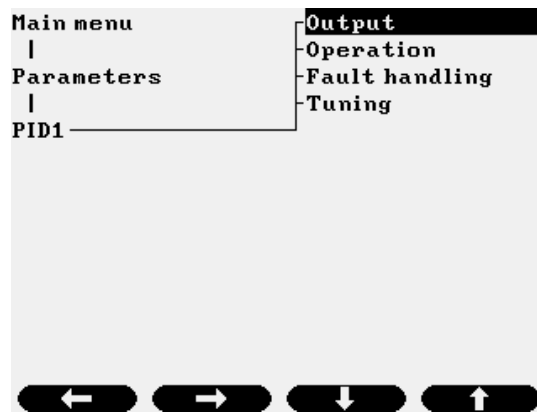 Main menu
Parameters
PID1
Output
Operation
Fault handling
Tuning